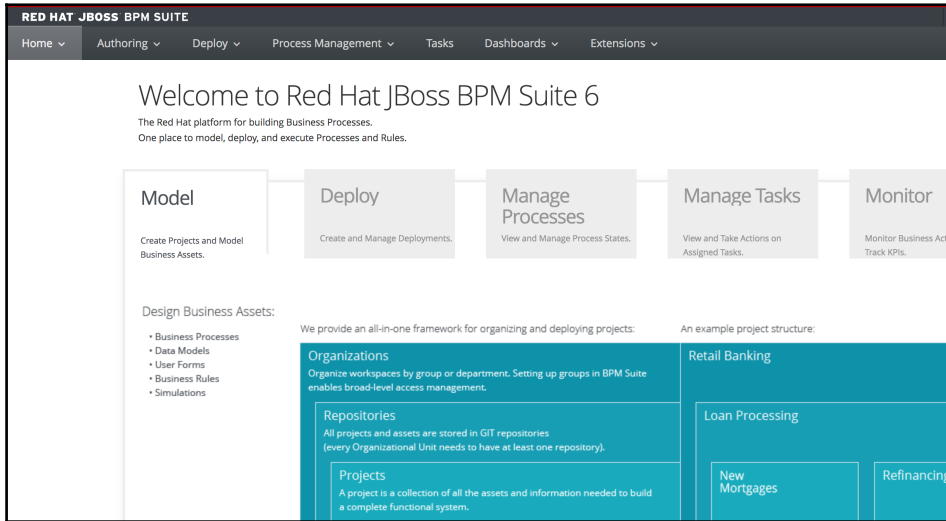 RED HAT JBOSS BPM SUITE
Home Authoring Deploy Process Management Tasks Dashboards Extensions
Welcome to Red Hat JBoss BPM Suite 6
The Red Hat platform for building Business Processes.
One place to model, deploy, and execute Processes and Rules.
Model
Create Projects and Model
Business Assets.
Deploy
Create and Manage Deployments.
Manage
Processes
View and Manage Process States.
Manage Tasks
View and Take Actions on
Assigned Tasks.
Monitor
Monitor Business Act
Track KPIs.
Design Business Assets:
• Business Processes
• Data Models
• User Forms
• Business Rules
• Simulations
We provide an all-in-one framework for organizing and deploying projects:
Organizations
Organize workspaces by group or department. Setting up groups in BPM Suite
enables broad-level access management.
Repositories
All projects and assets are stored in GIT repositories
(every Organizational Unit needs to have at least one repository).
Projects
A project is a collection of all the assets and information needed to build
a complete functional system.
An example project structure:
Retail Banking
Loan Processing
New
Mortgages
Refinancing